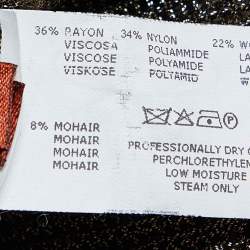 36% RAYON 34% NYLON 22%
VISCOSA POLIAMMIDE
VISCOSE POLYAMIDE
VISKOSE POLYAMID
8% MOHAIR
MOHAIR
MOHAIR
MOHAIR
PROFESSIONALLY DRY
PERCHLORETHYLEN
LOW MOISTURE
STEAM ONLY